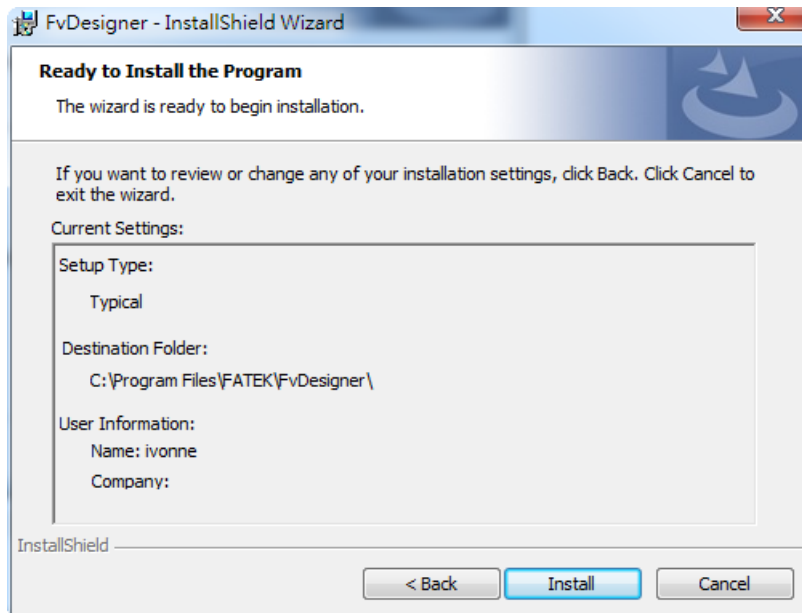 FvDesigner - InstallShield Wizard
Ready to Install the Program
The wizard is ready to begin installation.
If you want to review or change any of your installation settings, click Back. Click Cancel to
exit the wizard.
Current Settings:
Setup Type:
Typical
Destination Folder:
C:\Program Files\FATEK\FvDesigner\
User Information:
Name: ivonne
Company:
InstallShield
< Back
Install
Cancel